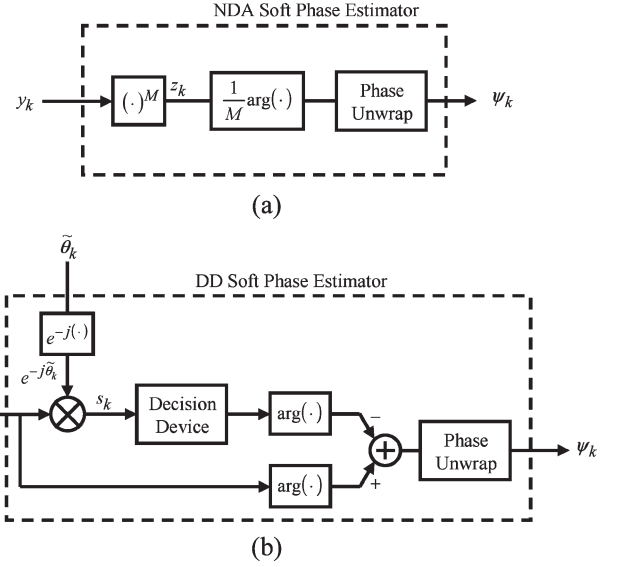 NDA Soft Phase Estimator
y_k
(·)^M
z_k
1/M arg(·)
Phase
Unwrap
ψ_k
(a)
θ̃_k
DD Soft Phase Estimator
e^{-j(·)}
e^{-jθ̃_k}
s_k
Decision
Device
arg(·)
−
+
Phase
Unwrap
ψ_k
arg(·)
+
(b)